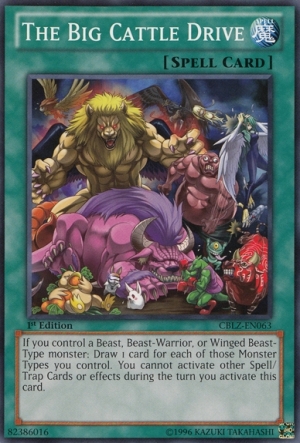 THE BIG CATTLE DRIVE
魔
[SPELL CARD]
1st Edition
CBLZ-EN063
If you control a Beast, Beast-Warrior, or Winged Beast-
Type monster: Draw 1 card for each of those Monster
Types you control. You cannot activate other Spell/
Trap Cards or effects during the turn you activate this
card.
82386016
©1996 KAZUKI TAKAHASHI